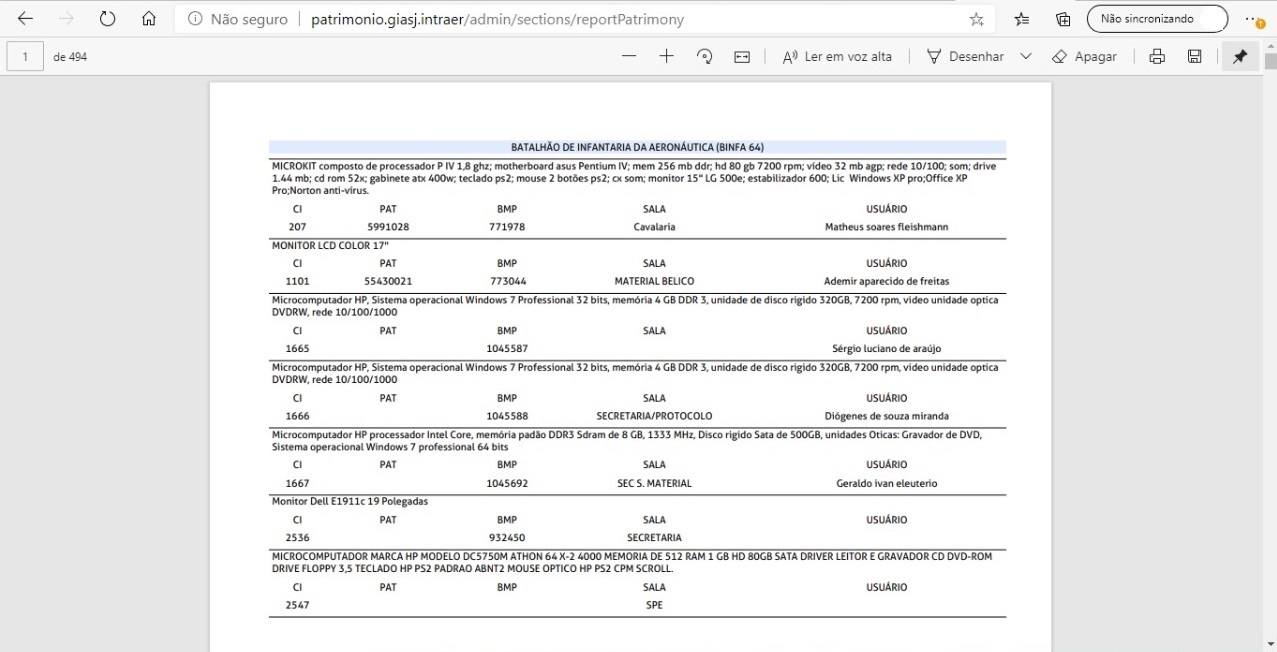 Não seguro | patrimonio.giasj.intraer/admin/sections/reportPatrimony
Não sincronizando
1 de 494
Ler em voz alta
Desenhar
Apagar
BATALHÃO DE INFANTARIA DA AERONÁUTICA (BINFA 64)
MICROKIT composto de processador P IV 1,8 ghz; motherboard asus Pentium IV; mem 256 mb ddr; hd 80 gb 7200 rpm; vídeo 32 mb agp; rede 10/100; som; drive
1.44 mb; cd rom 52x; gabinete atx 400w; teclado ps2; mouse 2 botões ps2; cx som; monitor 15" LG 500e; estabilizador 600; Lic Windows XP pro;Office XP
Pro;Norton anti-vírus.
CI PAT BMP SALA USUÁRIO
207 5991028 771978 Cavalaria Matheus soares fleishmann
MONITOR LCD COLOR 17"
CI PAT BMP SALA USUÁRIO
1101 55430021 773044 MATERIAL BELICO Ademir aparecido de freitas
Microcomputador HP, Sistema operacional Windows 7 Professional 32 bits, memória 4 GB DDR 3, unidade de disco rigido 320GB, 7200 rpm, video unidade optica
DVDRW, rede 10/100/1000
CI PAT BMP SALA USUÁRIO
1665 1045587 Sérgio luciano de araújo
Microcomputador HP, Sistema operacional Windows 7 Professional 32 bits, memória 4 GB DDR 3, unidade de disco rigido 320GB, 7200 rpm, video unidade optica
DVDRW, rede 10/100/1000
CI PAT BMP SALA USUÁRIO
1666 1045588 SECRETARIA/PROTOCOLO Diógenes de souza miranda
Microcomputador HP processador Intel Core, memória padão DDR3 Sdram de 8 GB, 1333 MHz, Disco rigido Sata de 500GB, unidades Oticas: Gravador de DVD,
Sistema operacional Windows 7 professional 64 bits
CI PAT BMP SALA USUÁRIO
1667 1045692 SEC S. MATERIAL Geraldo ivan eleuterio
Monitor Dell E1911c 19 Polegadas
CI PAT BMP SALA USUÁRIO
2536 932450 SECRETARIA
MICROCOMPUTADOR MARCA HP MODELO DC5750M ATHON 64 X-2 4000 MEMORIA DE 512 RAM 1 GB HD 80GB SATA DRIVER LEITOR E GRAVADOR CD DVD-ROM
DRIVE FLOPPY 3,5 TECLADO HP PS2 PADRAO ABNT2 MOUSE OPTICO HP PS2 CPM SCROLL.
CI PAT BMP SALA USUÁRIO
2547 SPE